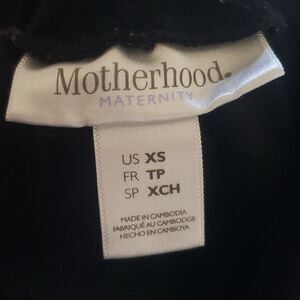 Motherhood.
MATERNITY
US XS
FR TP
SP XCH
MADE IN CAMBODIA
FABRIQUÉ AU CAMBODGE
HECHO EN CAMBOYA